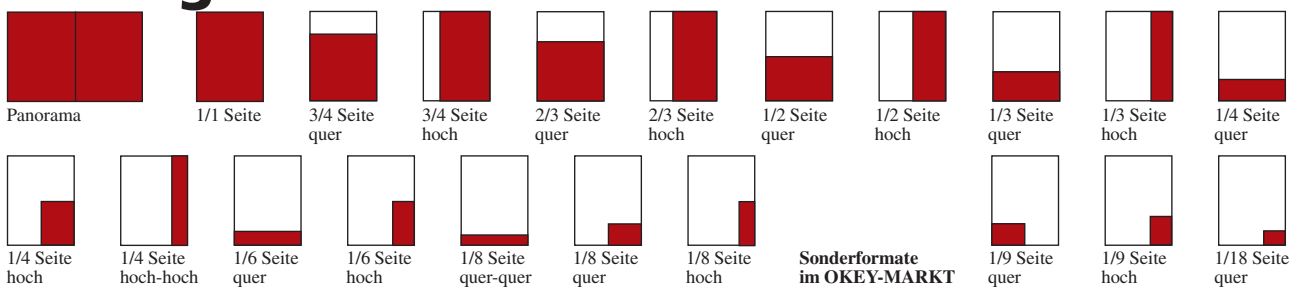 Panorama
1/1 Seite
3/4 Seite
quer
3/4 Seite
hoch
2/3 Seite
quer
2/3 Seite
hoch
1/2 Seite
quer
1/2 Seite
hoch
1/3 Seite
quer
1/3 Seite
hoch
1/4 Seite
quer
1/4 Seite
hoch
1/4 Seite
hoch-hoch
1/6 Seite
quer
1/6 Seite
hoch
1/8 Seite
quer-quer
1/8 Seite
quer
1/8 Seite
hoch
Sonderformate
im OKEY-MARKT
1/9 Seite
quer
1/9 Seite
hoch
1/18 Seite
quer